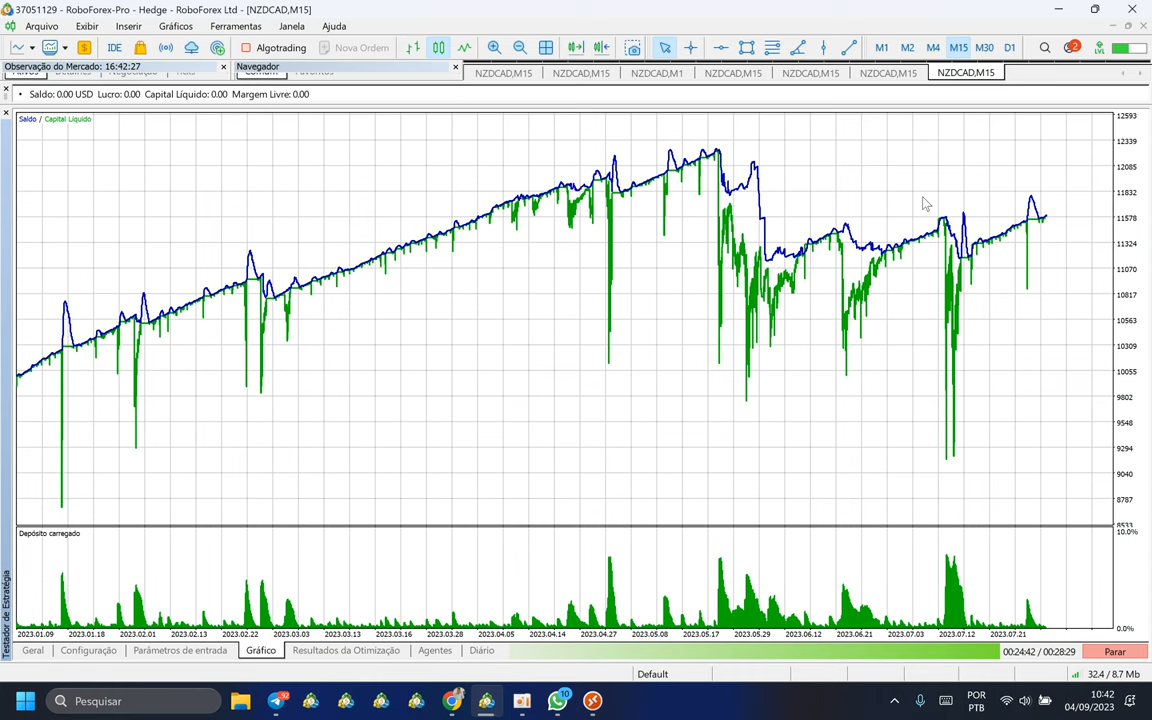 37051129 - RoboForex-Pro - Hedge - RoboForex Ltd - [NZDCAD,M15]
Arquivo Exibir Inserir Gráficos Ferramentas Janela Ajuda
IDE Algotrading Nova Ordem M1 M2 M4 M15 M30 D1 2 LVL
Observação do Mercado: 16:42:27 Navegador
NZDCAD,M15 NZDCAD,M15 NZDCAD,M1 NZDCAD,M15 NZDCAD,M15 NZDCAD,M15 NZDCAD,M15
Saldo: 0.00 USD Lucro: 0.00 Capital Líquido: 0.00 Margem Livre: 0.00
Saldo / Capital Líquido
12593
12339
12085
11832
11578
11324
11070
10817
10563
10309
10055
9802
9548
9294
9040
8787
8533
Depósito carregado
10.0%
0.0%
2023.01.09 2023.01.18 2023.02.01 2023.02.13 2023.02.22 2023.03.03 2023.03.13 2023.03.16 2023.03.28 2023.04.05 2023.04.14 2023.04.27 2023.05.08 2023.05.17 2023.05.29 2023.06.12 2023.06.21 2023.07.03 2023.07.12 2023.07.21
Testador de Estratégia
Geral Configuração Parâmetros de entrada Gráfico Resultados da Otimização Agentes Diário 00:24:42 / 00:28:29 Parar
Default 32.4 / 8.7 Mb
Pesquisar 92 10 POR PTB 10:42 04/09/2023